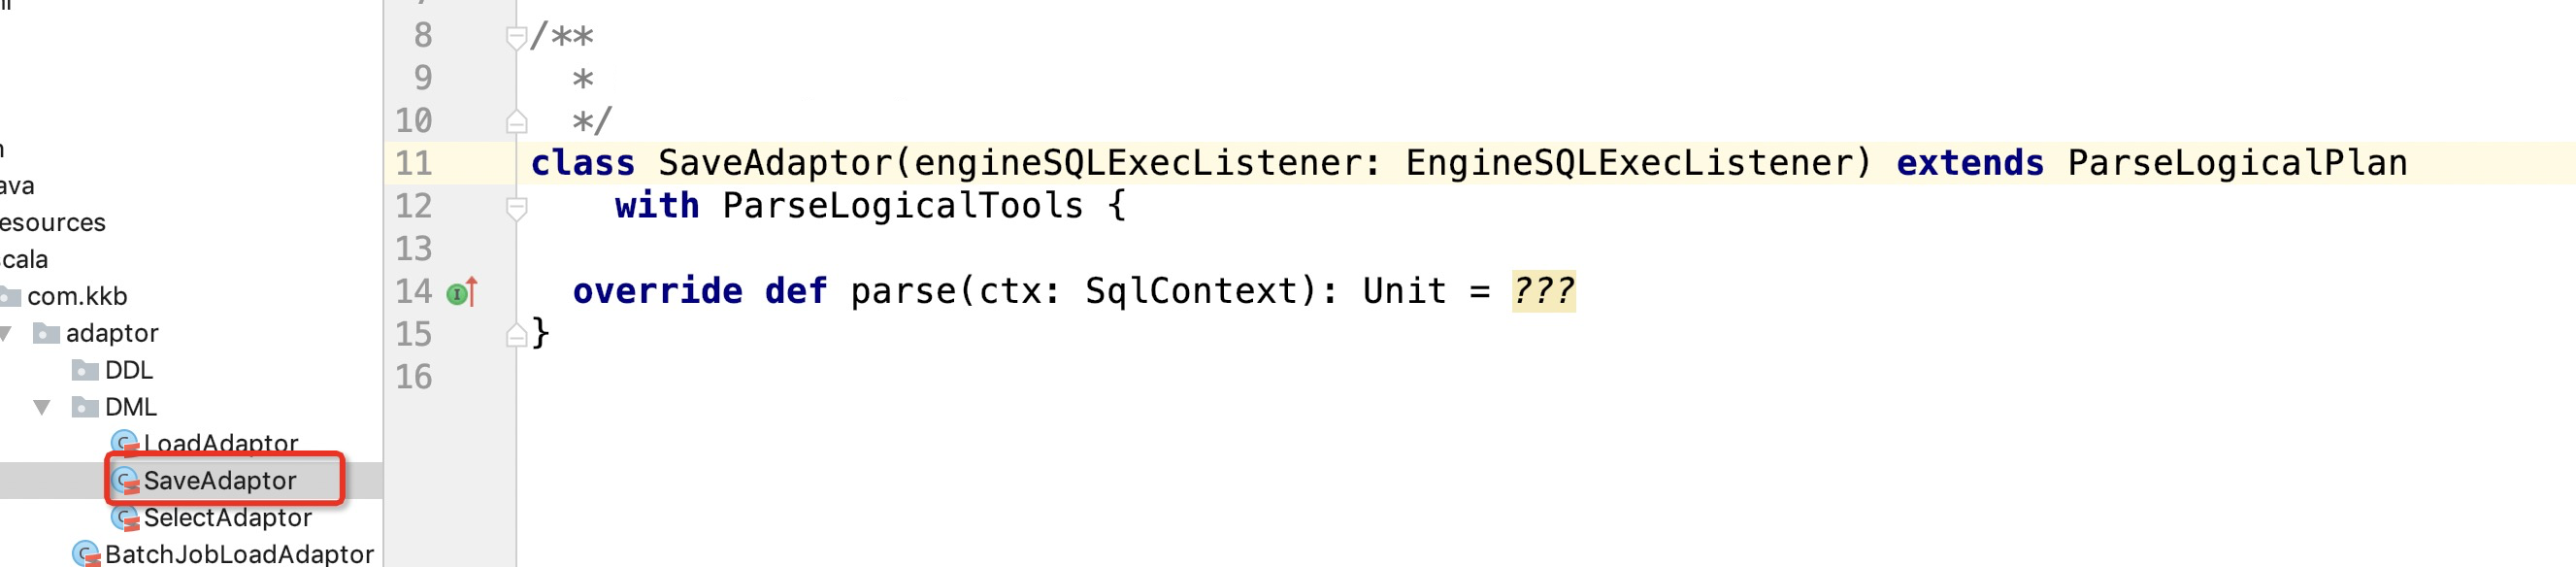 ava
esources
cala
com.kkb
adaptor
DDL
DML
LoadAdaptor
SaveAdaptor
SelectAdaptor
BatchJobLoadAdaptor
8 /**
9 *
10 */
11 class SaveAdaptor(engineSQLExecListener: EngineSQLExecListener) extends ParseLogicalPlan
12 with ParseLogicalTools {
13
14 override def parse(ctx: SqlContext): Unit = ???
15 }
16